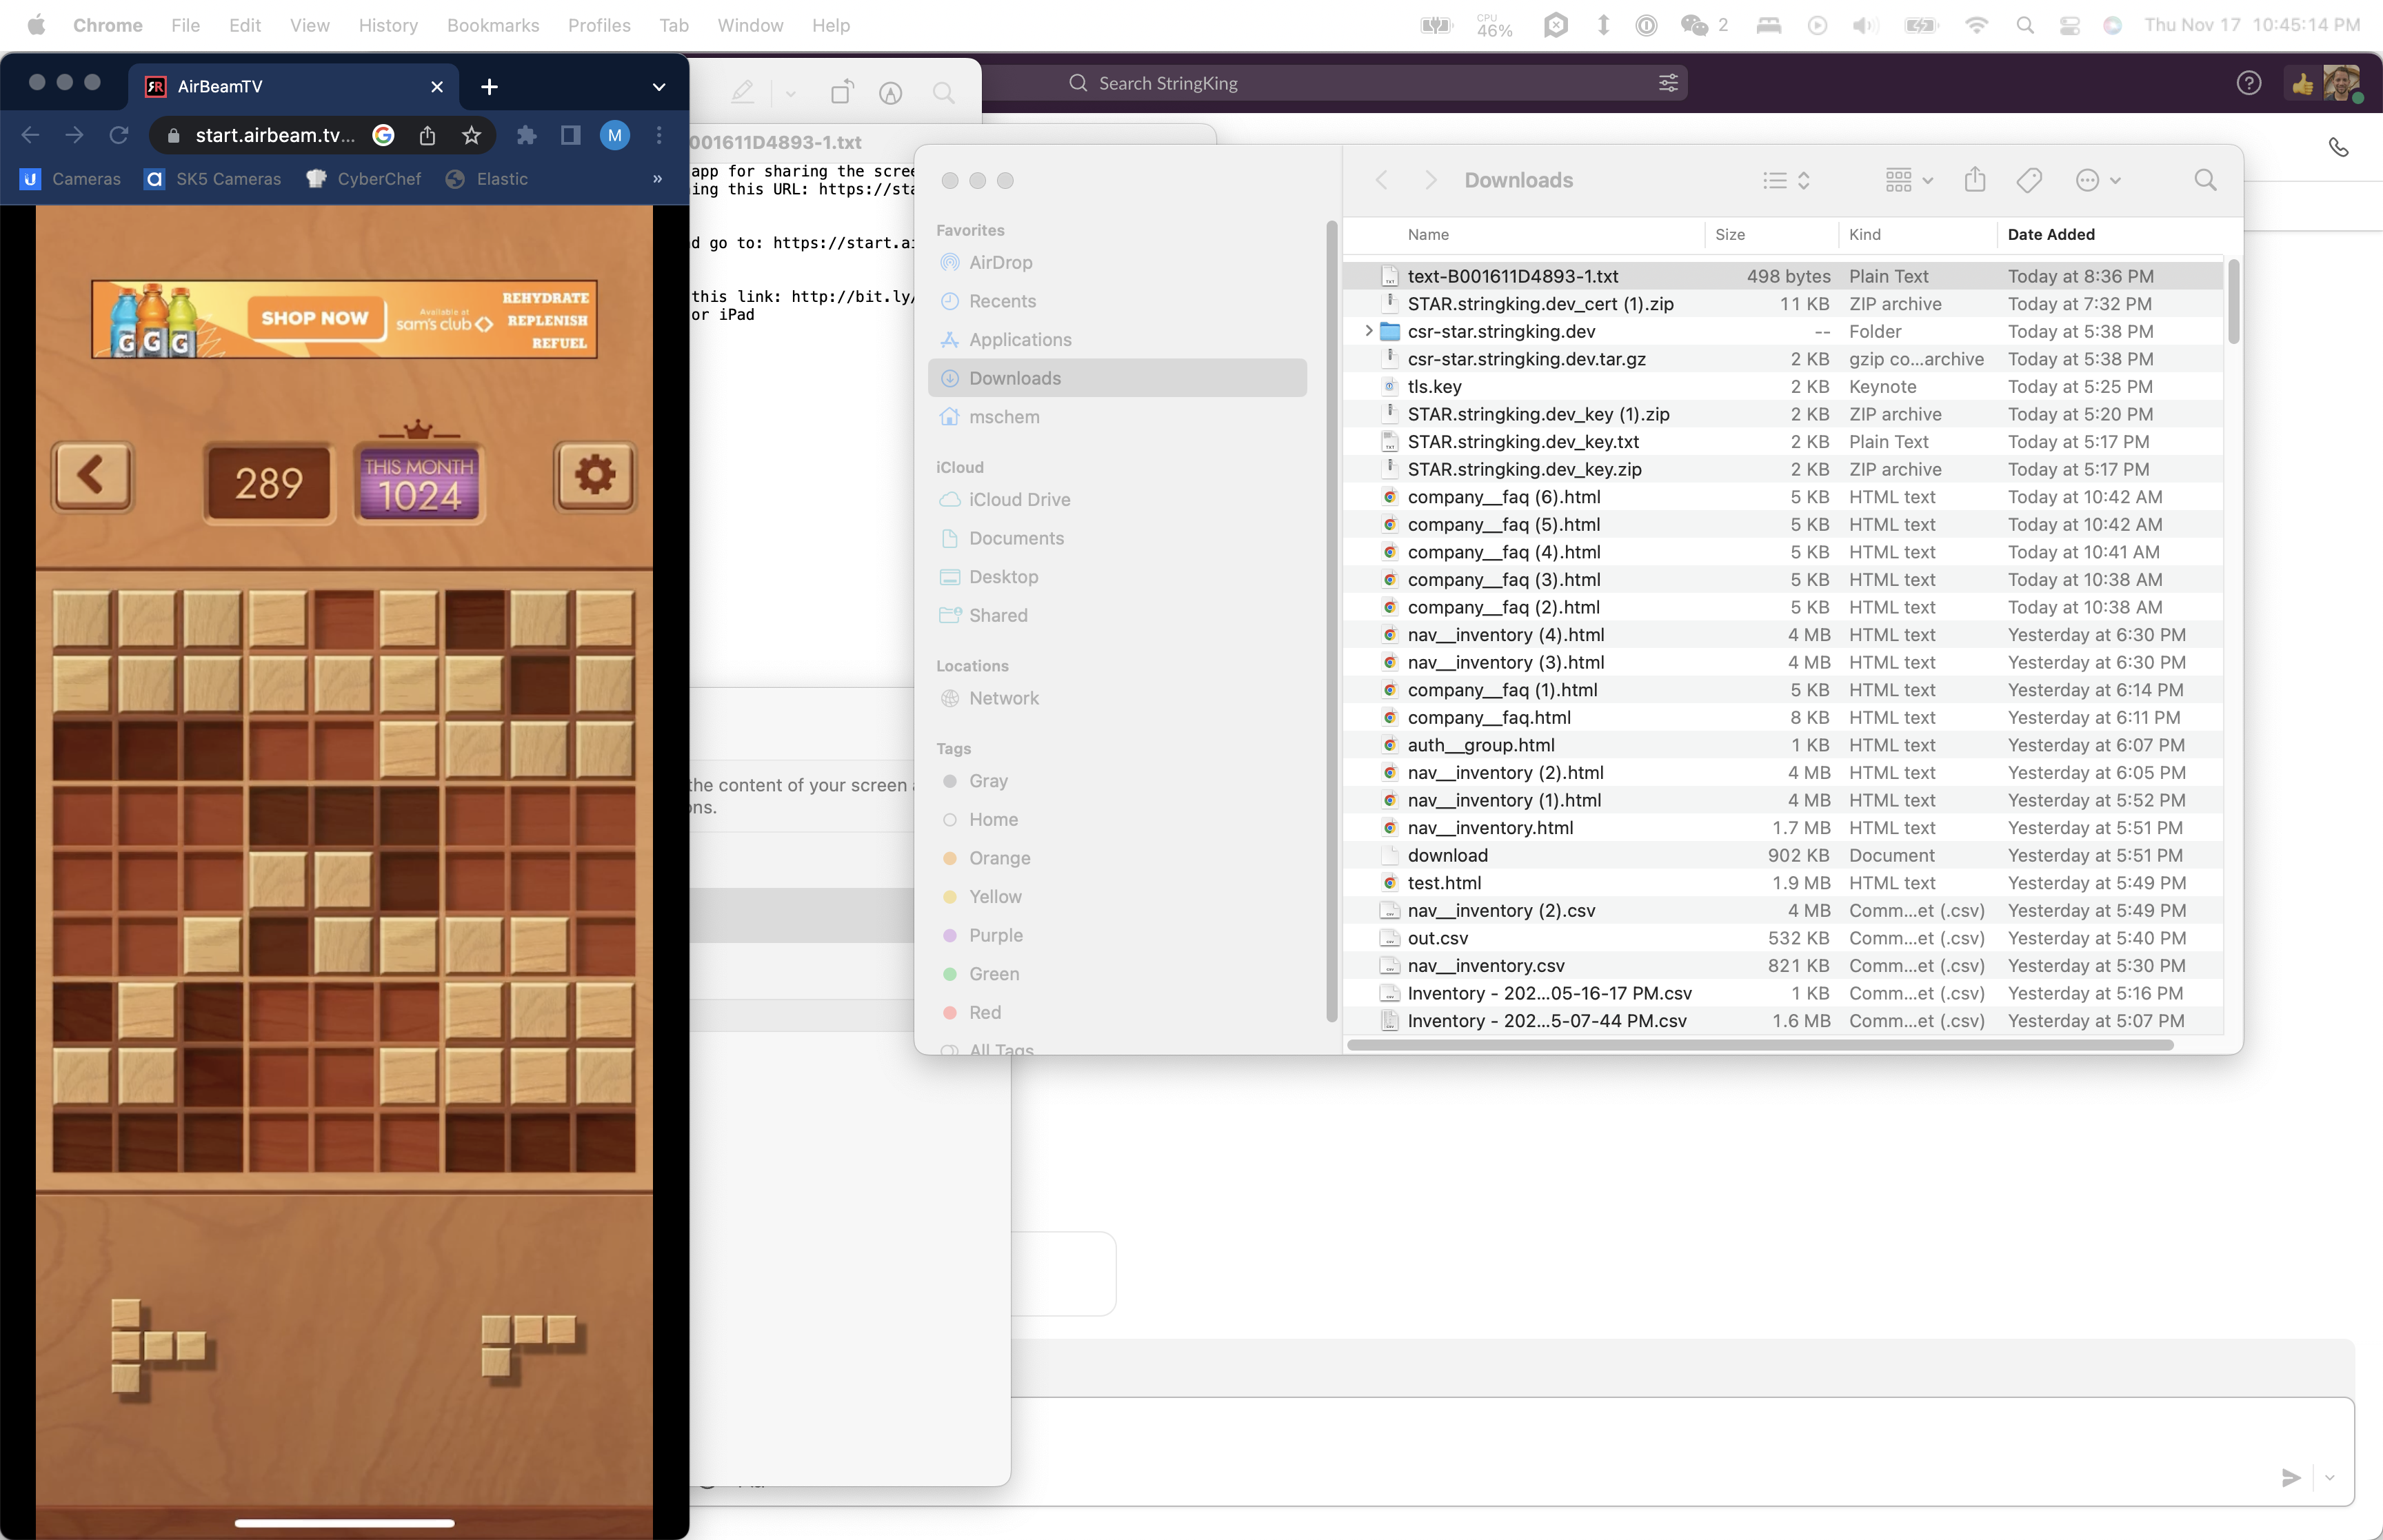 Chrome File Edit View History Bookmarks Profiles Tab Window Help
CPU
46%
2
Thu Nov 17 10:45:14 PM
AirBeamTV
start.airbeam.tv...
M
Cameras
SK5 Cameras
CyberChef
Elastic
»
SHOP NOW
Available at
sam's club
REHYDRATE
REPLENISH
REFUEL
G G G
289
THIS MONTH
1024
Search StringKing
001611D4893-1.txt
app for sharing the scree
ing this URL: https://sta
d go to: https://start.ai
this link: http://bit.ly/
or iPad
the content of your screen
ons.
Favorites
AirDrop
Recents
Applications
Downloads
mschem
iCloud
iCloud Drive
Documents
Desktop
Shared
Locations
Network
Tags
Gray
Home
Orange
Yellow
Purple
Green
Red
All Tags
Downloads
Name Size Kind Date Added
text-B001611D4893-1.txt 498 bytes Plain Text Today at 8:36 PM
STAR.stringking.dev_cert (1).zip 11 KB ZIP archive Today at 7:32 PM
csr-star.stringking.dev -- Folder Today at 5:38 PM
csr-star.stringking.dev.tar.gz 2 KB gzip co...archive Today at 5:38 PM
tls.key 2 KB Keynote Today at 5:25 PM
STAR.stringking.dev_key (1).zip 2 KB ZIP archive Today at 5:20 PM
STAR.stringking.dev_key.txt 2 KB Plain Text Today at 5:17 PM
STAR.stringking.dev_key.zip 2 KB ZIP archive Today at 5:17 PM
company__faq (6).html 5 KB HTML text Today at 10:42 AM
company__faq (5).html 5 KB HTML text Today at 10:42 AM
company__faq (4).html 5 KB HTML text Today at 10:41 AM
company__faq (3).html 5 KB HTML text Today at 10:38 AM
company__faq (2).html 5 KB HTML text Today at 10:38 AM
nav__inventory (4).html 4 MB HTML text Yesterday at 6:30 PM
nav__inventory (3).html 4 MB HTML text Yesterday at 6:30 PM
company__faq (1).html 5 KB HTML text Yesterday at 6:14 PM
company__faq.html 8 KB HTML text Yesterday at 6:11 PM
auth__group.html 1 KB HTML text Yesterday at 6:07 PM
nav__inventory (2).html 4 MB HTML text Yesterday at 6:05 PM
nav__inventory (1).html 4 MB HTML text Yesterday at 5:52 PM
nav__inventory.html 1.7 MB HTML text Yesterday at 5:51 PM
download 902 KB Document Yesterday at 5:51 PM
test.html 1.9 MB HTML text Yesterday at 5:49 PM
nav__inventory (2).csv 4 MB Comm...et (.csv) Yesterday at 5:49 PM
out.csv 532 KB Comm...et (.csv) Yesterday at 5:40 PM
nav__inventory.csv 821 KB Comm...et (.csv) Yesterday at 5:30 PM
Inventory - 202...05-16-17 PM.csv 1 KB Comm...et (.csv) Yesterday at 5:16 PM
Inventory - 202...5-07-44 PM.csv 1.6 MB Comm...et (.csv) Yesterday at 5:07 PM